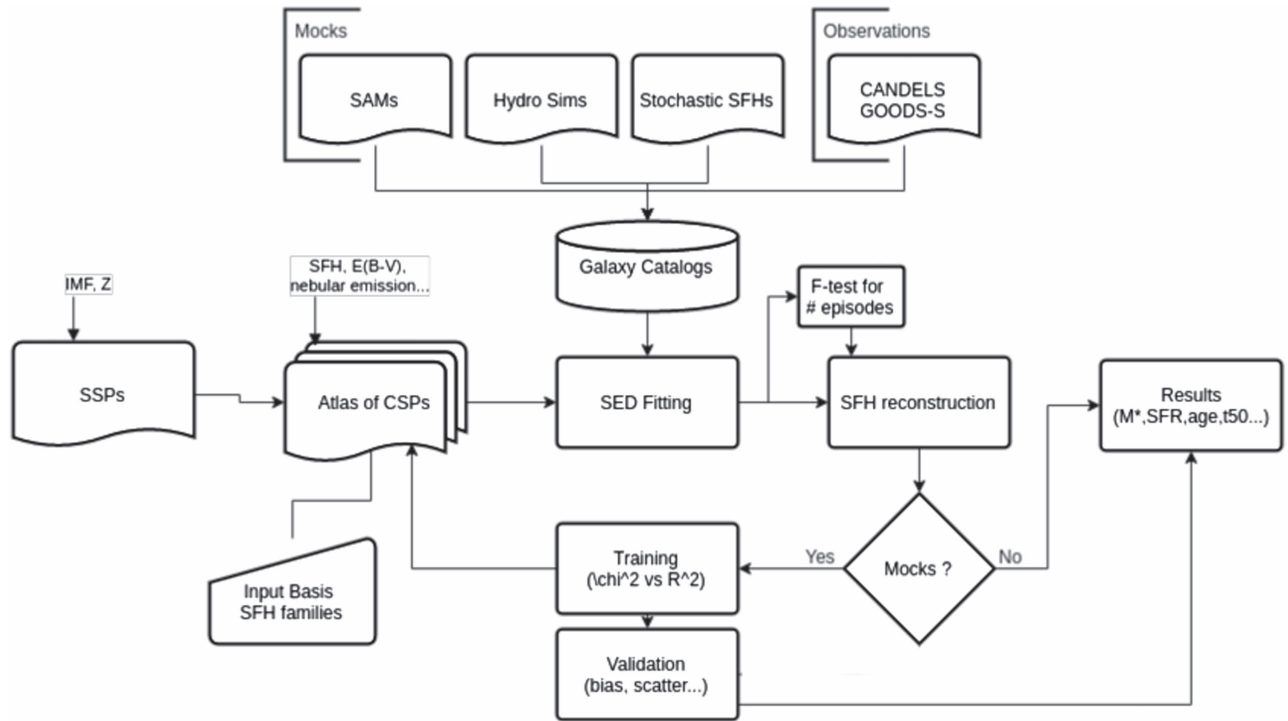 Mocks
Observations
SAMs
Hydro Sims
Stochastic SFHs
CANDELS
GOODS-S
Galaxy Catalogs
IMF, Z
SFH, E(B-V),
nebular emission...
F-test for
# episodes
SSPs
Atlas of CSPs
SED Fitting
SFH reconstruction
Results
(M*,SFR,age,t50...)
Input Basis
SFH families
Training
(\chi^2 vs R^2)
Yes
Mocks ?
No
Validation
(bias, scatter...)